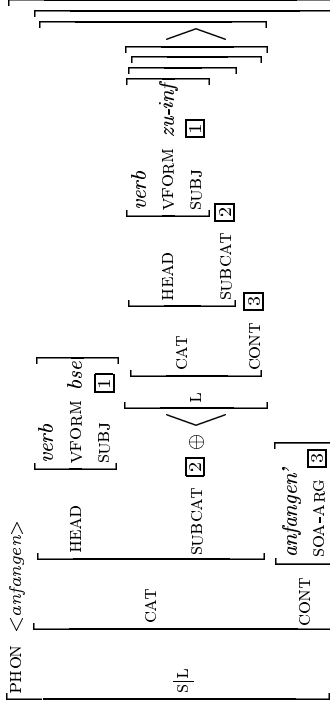 PHON <anfangen>
S|L
CAT
HEAD
verb
VFORM bse
SUBJ 1
SUBCAT 2 ⊕ <
L
CAT
HEAD
verb
VFORM zu-inf
SUBJ 1
SUBCAT 2
CONT 3
>
CONT
anfangen'
SOA-ARG 3